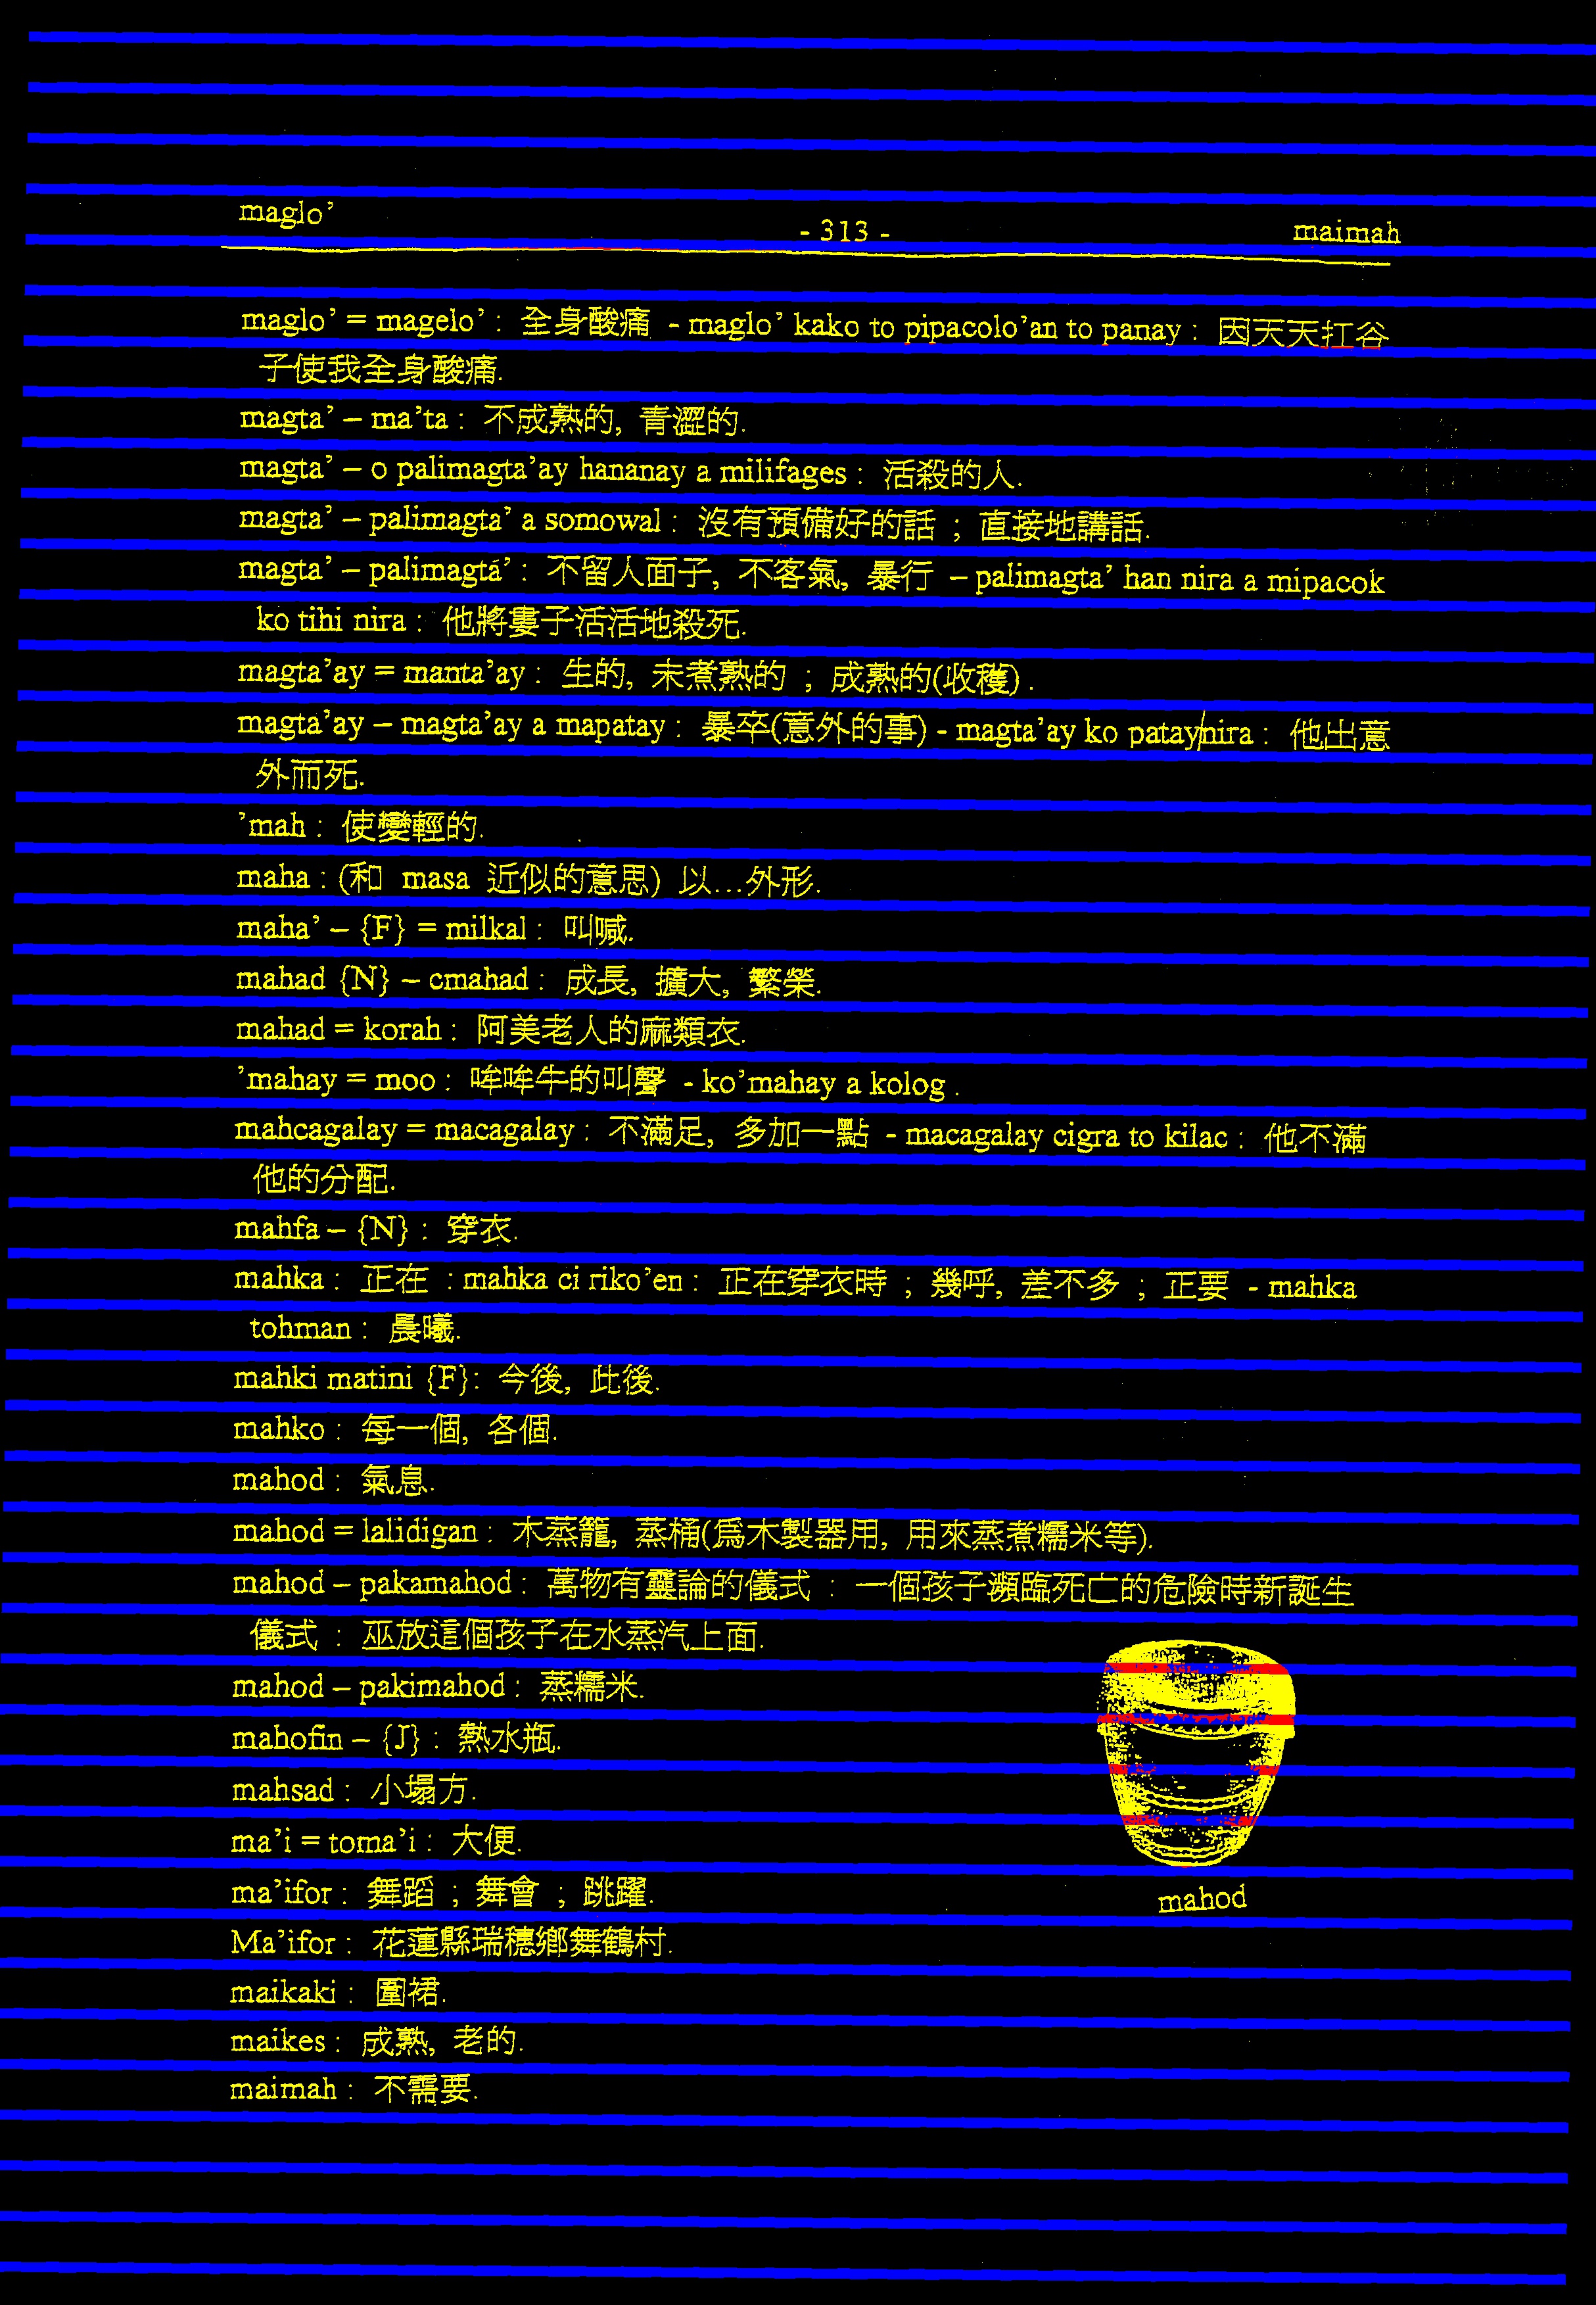 maglo’
- 313 -
maimah
maglo’ = magelo’ : 全身酸痛 - maglo’ kako to pipacolo’an to panay : 因天天扛谷
子使我全身酸痛.
magta’ – ma’ta : 不成熟的, 青澀的.
magta’ – o palimagta’ay hananay a milifages : 活殺的人.
magta’ – palimagta’ a somowal : 沒有預備好的話 ; 直接地講話.
magta’ – palimagtá’ : 不留人面子, 不客氣, 暴行 – palimagta’ han nira a mipacok
ko tihi nira : 他將婁子活活地殺死.
magta’ay = manta’ay : 生的, 未煮熟的 ; 成熟的(收穫) .
magta’ay – magta’ay a mapatay : 暴卒(意外的事) - magta’ay ko patay/nira : 他出意
外而死.
’mah : 使變輕的.
maha : (和 masa 近似的意思) 以...外形.
maha’ – {F} = milkal : 叫喊.
mahad {N} – cmahad : 成長, 擴大, 繁榮.
mahad = korah : 阿美老人的麻類衣.
’mahay = moo : 哞哞牛的叫聲 - ko’mahay a kolog .
mahcagalay = macagalay : 不滿足, 多加一點 - macagalay cigra to kilac : 他不滿
他的分配.
mahfa – {N} : 穿衣.
mahka : 正在 : mahka ci riko’en : 正在穿衣時 ; 幾呼, 差不多 ; 正要 - mahka
tohman : 晨曦.
mahki matini {F}: 今後, 此後.
mahko : 每一個, 各個.
mahod : 氣息.
mahod = lalidigan : 木蒸籠, 蒸桶(爲木製器用, 用來蒸煮糯米等).
mahod – pakamahod : 萬物有靈論的儀式 : 一個孩子瀕臨死亡的危險時新誕生
儀式 : 巫放這個孩子在水蒸汽上面.
mahod – pakimahod : 蒸糯米.
mahofin – {J} : 熱水瓶.
mahsad : 小塌方.
ma’i = toma’i : 大便.
ma’ifor : 舞蹈 ; 舞會 ; 跳躍.
mahod
Ma’ifor : 花蓮縣瑞穗鄉舞鶴村.
maikaki : 圍裙.
maikes : 成熟, 老的.
maimah : 不需要.